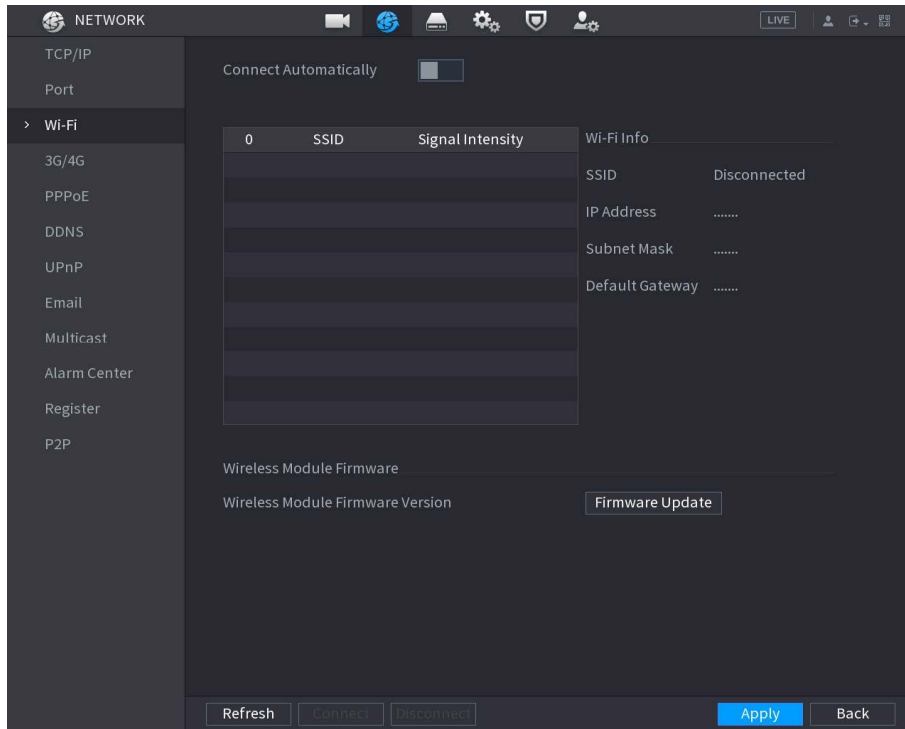 NETWORK
LIVE
TCP/IP
Port
> Wi-Fi
3G/4G
PPPoE
DDNS
UPnP
Email
Multicast
Alarm Center
Register
P2P
Connect Automatically
0 SSID Signal Intensity
Wi-Fi Info
SSID Disconnected
IP Address .......
Subnet Mask .......
Default Gateway .......
Wireless Module Firmware
Wireless Module Firmware Version Firmware Update
Refresh Connect Disconnect Apply Back